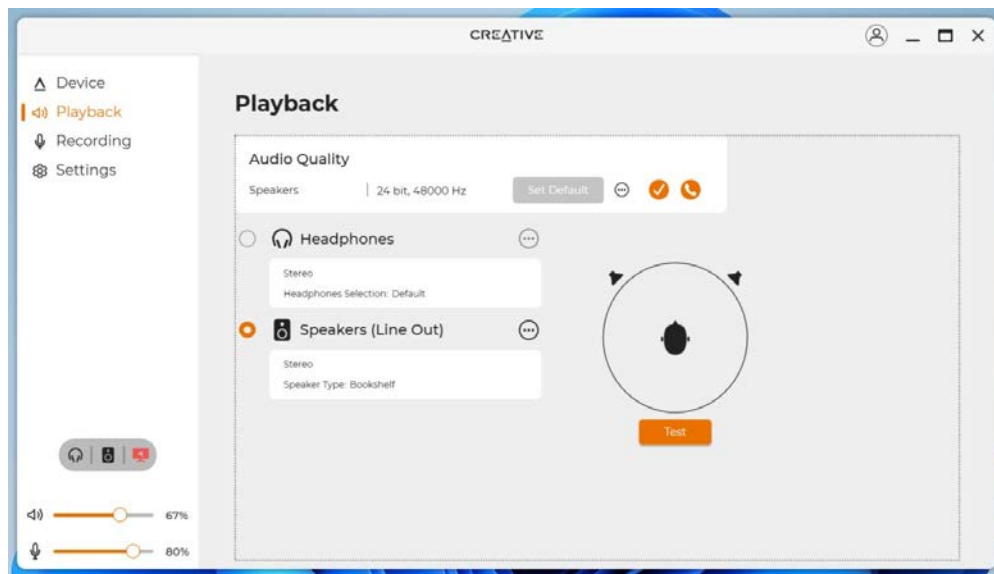 CREATIVE
Device
Playback
Recording
Settings
67%
80%
Playback
Audio Quality
Speakers | 24 bit, 48000 Hz Set Default
Headphones
Stereo
Headphones Selection: Default
Speakers (Line Out)
Stereo
Speaker Type: Bookshelf
Test